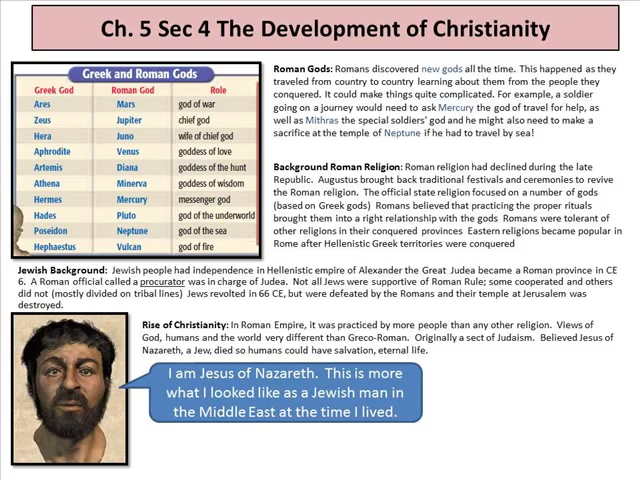 Ch. 5 Sec 4 The Development of Christianity
Greek and Roman Gods
Greek God Roman God Role
Ares Mars god of war
Zeus Jupiter chief god
Hera Juno wife of chief god
Aphrodite Venus goddess of love
Artemis Diana goddess of the hunt
Athena Minerva goddess of wisdom
Hermes Mercury messenger god
Hades Pluto god of the underworld
Poseidon Neptune god of the sea
Hephaestus Vulcan god of fire
Roman Gods: Romans discovered new gods all the time. This happened as they
traveled from country to country learning about them from the people they
conquered. It could make things quite complicated. For example, a soldier
going on a journey would need to ask Mercury the god of travel for help, as
well as Mithras the special soldiers' god and he might also need to make a
sacrifice at the temple of Neptune if he had to travel by sea!
Background Roman Religion: Roman religion had declined during the late
Republic. Augustus brought back traditional festivals and ceremonies to revive
the Roman religion. The official state religion focused on a number of gods
(based on Greek gods) Romans believed that practicing the proper rituals
brought them into a right relationship with the gods Romans were tolerant of
other religions in their conquered provinces Eastern religions became popular in
Rome after Hellenistic Greek territories were conquered
Jewish Background: Jewish people had independence in Hellenistic empire of Alexander the Great Judea became a Roman province in CE
6. A Roman official called a procurator was in charge of Judea. Not all Jews were supportive of Roman Rule; some cooperated and others
did not (mostly divided on tribal lines) Jews revolted in 66 CE, but were defeated by the Romans and their temple at Jerusalem was
destroyed.
Rise of Christianity: In Roman Empire, it was practiced by more people than any other religion. Views of
God, humans and the world very different than Greco-Roman. Originally a sect of Judaism. Believed Jesus of
Nazareth, a Jew, died so humans could have salvation, eternal life.
I am Jesus of Nazareth. This is more
what I looked like as a Jewish man in
the Middle East at the time I lived.